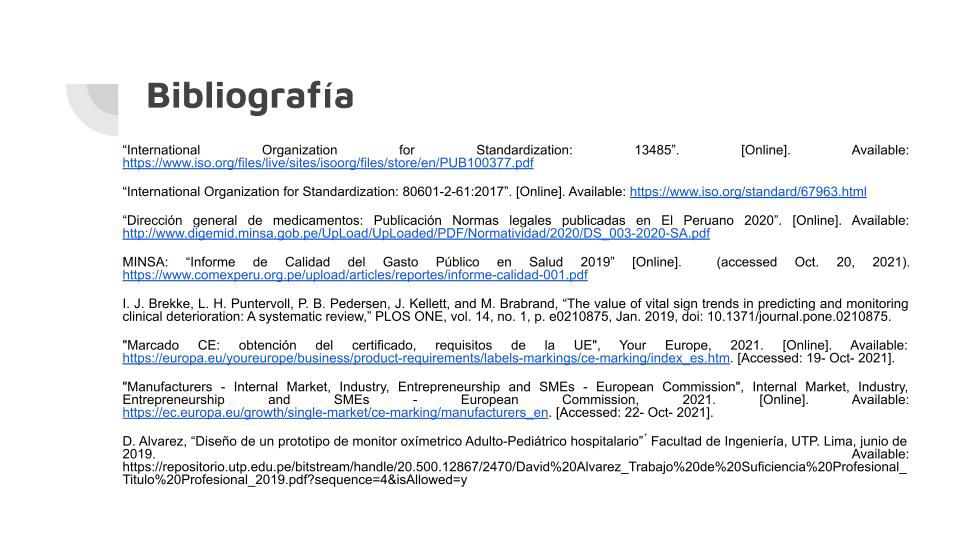 Bibliografía
“International Organization for Standardization: 13485”. [Online]. Available:
https://www.iso.org/files/live/sites/isoorg/files/store/en/PUB100377.pdf
“International Organization for Standardization: 80601-2-61:2017”. [Online]. Available: https://www.iso.org/standard/67963.html
“Dirección general de medicamentos: Publicación Normas legales publicadas en El Peruano 2020”. [Online]. Available:
http://www.digemid.minsa.gob.pe/UpLoad/UpLoaded/PDF/Normatividad/2020/DS_003-2020-SA.pdf
MINSA: “Informe de Calidad del Gasto Público en Salud 2019” [Online]. (accessed Oct. 20, 2021).
https://www.comexperu.org.pe/upload/articles/reportes/informe-calidad-001.pdf
I. J. Brekke, L. H. Puntervoll, P. B. Pedersen, J. Kellett, and M. Brabrand, “The value of vital sign trends in predicting and monitoring
clinical deterioration: A systematic review,” PLOS ONE, vol. 14, no. 1, p. e0210875, Jan. 2019, doi: 10.1371/journal.pone.0210875.
"Marcado CE: obtención del certificado, requisitos de la UE", Your Europe, 2021. [Online]. Available:
https://europa.eu/youreurope/business/product-requirements/labels-markings/ce-marking/index_es.htm. [Accessed: 19- Oct- 2021].
"Manufacturers - Internal Market, Industry, Entrepreneurship and SMEs - European Commission", Internal Market, Industry,
Entrepreneurship and SMEs - European Commission, 2021. [Online]. Available:
https://ec.europa.eu/growth/single-market/ce-marking/manufacturers_en. [Accessed: 22- Oct- 2021].
D. Alvarez, “Diseño de un prototipo de monitor oxímetrico Adulto-Pediátrico hospitalario”´ Facultad de Ingeniería, UTP. Lima, junio de
2019. Available:
https://repositorio.utp.edu.pe/bitstream/handle/20.500.12867/2470/David%20Alvarez_Trabajo%20de%20Suficiencia%20Profesional_
Titulo%20Profesional_2019.pdf?sequence=4&isAllowed=y